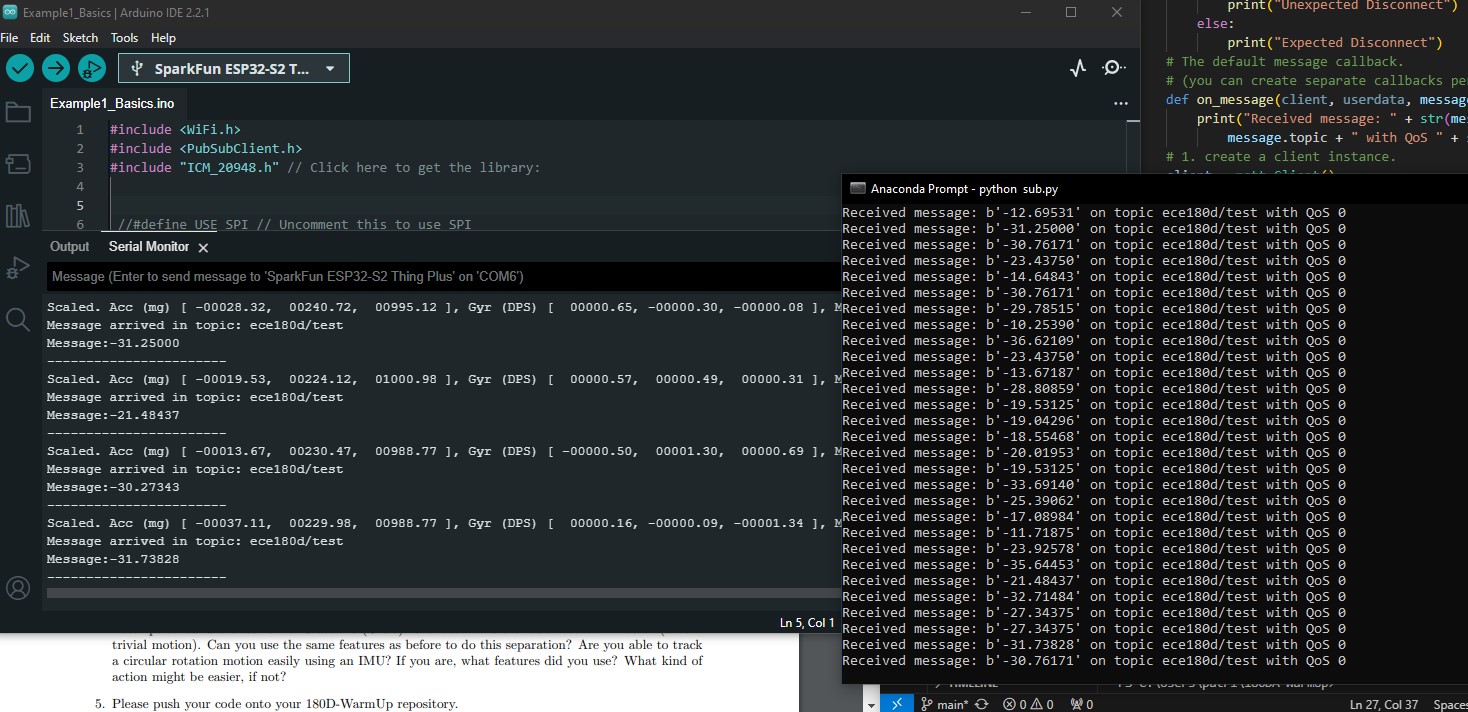 Example1_Basics | Arduino IDE 2.2.1
File Edit Sketch Tools Help
SparkFun ESP32-S2 T...
Example1_Basics.ino
1 #include <WiFi.h>
2 #include <PubSubClient.h>
3 #include "ICM_20948.h" // Click here to get the library:
4
5
6 //#define USE_SPI // Uncomment this to use SPI
Output Serial Monitor
Message (Enter to send message to 'SparkFun ESP32-S2 Thing Plus' on 'COM6')
Scaled. Acc (mg) [ -00028.32, 00240.72, 00995.12 ], Gyr (DPS) [ 00000.65, -00000.30, -00000.08 ], M
Message arrived in topic: ece180d/test
Message:-31.25000
-----------------------
Scaled. Acc (mg) [ -00019.53, 00224.12, 01000.98 ], Gyr (DPS) [ 00000.57, 00000.49, 00000.31 ], M
Message arrived in topic: ece180d/test
Message:-21.48437
-----------------------
Scaled. Acc (mg) [ -00013.67, 00230.47, 00988.77 ], Gyr (DPS) [ -00000.50, 00001.30, 00000.69 ], M
Message arrived in topic: ece180d/test
Message:-30.27343
-----------------------
Scaled. Acc (mg) [ -00037.11, 00229.98, 00988.77 ], Gyr (DPS) [ 00000.16, -00000.09, -00001.34 ], M
Message arrived in topic: ece180d/test
Message:-31.73828
-----------------------
Ln 5, Col 1
print("Unexpected Disconnect")
else:
print("Expected Disconnect")
# The default message callback.
# (you can create separate callbacks pe
def on_message(client, userdata, messag
print("Received message: " + str(mes
message.topic + " with QoS " +
# 1. create a client instance.
Anaconda Prompt - python sub.py
Received message: b'-12.69531' on topic ece180d/test with QoS 0
Received message: b'-31.25000' on topic ece180d/test with QoS 0
Received message: b'-30.76171' on topic ece180d/test with QoS 0
Received message: b'-23.43750' on topic ece180d/test with QoS 0
Received message: b'-14.64843' on topic ece180d/test with QoS 0
Received message: b'-30.76171' on topic ece180d/test with QoS 0
Received message: b'-29.78515' on topic ece180d/test with QoS 0
Received message: b'-10.25390' on topic ece180d/test with QoS 0
Received message: b'-36.62109' on topic ece180d/test with QoS 0
Received message: b'-23.43750' on topic ece180d/test with QoS 0
Received message: b'-13.67187' on topic ece180d/test with QoS 0
Received message: b'-28.80859' on topic ece180d/test with QoS 0
Received message: b'-19.53125' on topic ece180d/test with QoS 0
Received message: b'-19.04296' on topic ece180d/test with QoS 0
Received message: b'-18.55468' on topic ece180d/test with QoS 0
Received message: b'-20.01953' on topic ece180d/test with QoS 0
Received message: b'-19.53125' on topic ece180d/test with QoS 0
Received message: b'-33.69140' on topic ece180d/test with QoS 0
Received message: b'-25.39062' on topic ece180d/test with QoS 0
Received message: b'-17.08984' on topic ece180d/test with QoS 0
Received message: b'-11.71875' on topic ece180d/test with QoS 0
Received message: b'-23.92578' on topic ece180d/test with QoS 0
Received message: b'-35.64453' on topic ece180d/test with QoS 0
Received message: b'-21.48437' on topic ece180d/test with QoS 0
Received message: b'-32.71484' on topic ece180d/test with QoS 0
Received message: b'-27.34375' on topic ece180d/test with QoS 0
Received message: b'-27.34375' on topic ece180d/test with QoS 0
Received message: b'-31.73828' on topic ece180d/test with QoS 0
Received message: b'-30.76171' on topic ece180d/test with QoS 0
trivial motion). Can you use the same features as before to do this separation? Are you able to track
a circular rotation motion easily using an IMU? If you are, what features did you use? What kind of
action might be easier, if not?
5. Please push your code onto your 180D-WarmUp repository.
main* 0 0 0 Ln 27, Col 37 Spaces